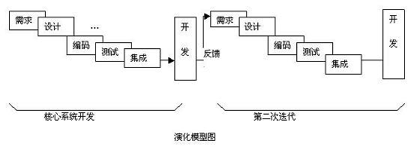 需求
设计
…
编码
测试
集成
开发
反馈
需求
设计
编码
测试
集成
开发
核心系统开发
第二次迭代
演化模型图